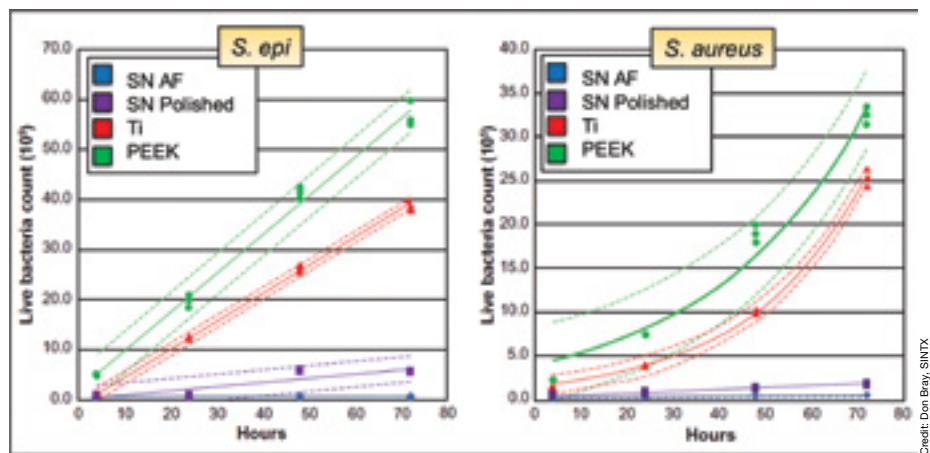 S. epi
70.0
60.0
50.0
40.0
30.0
20.0
10.0
0.0
Live bacteria count (10⁵)
SN AF
SN Polished
Ti
PEEK
0 10 20 30 40 50 60 70 80
Hours
S. aureus
40.0
35.0
30.0
25.0
20.0
15.0
10.0
5.0
0.0
Live bacteria count (10⁵)
SN AF
SN Polished
Ti
PEEK
0 10 20 30 40 50 60 70 80
Hours
Credit: Don Bray, SINTX